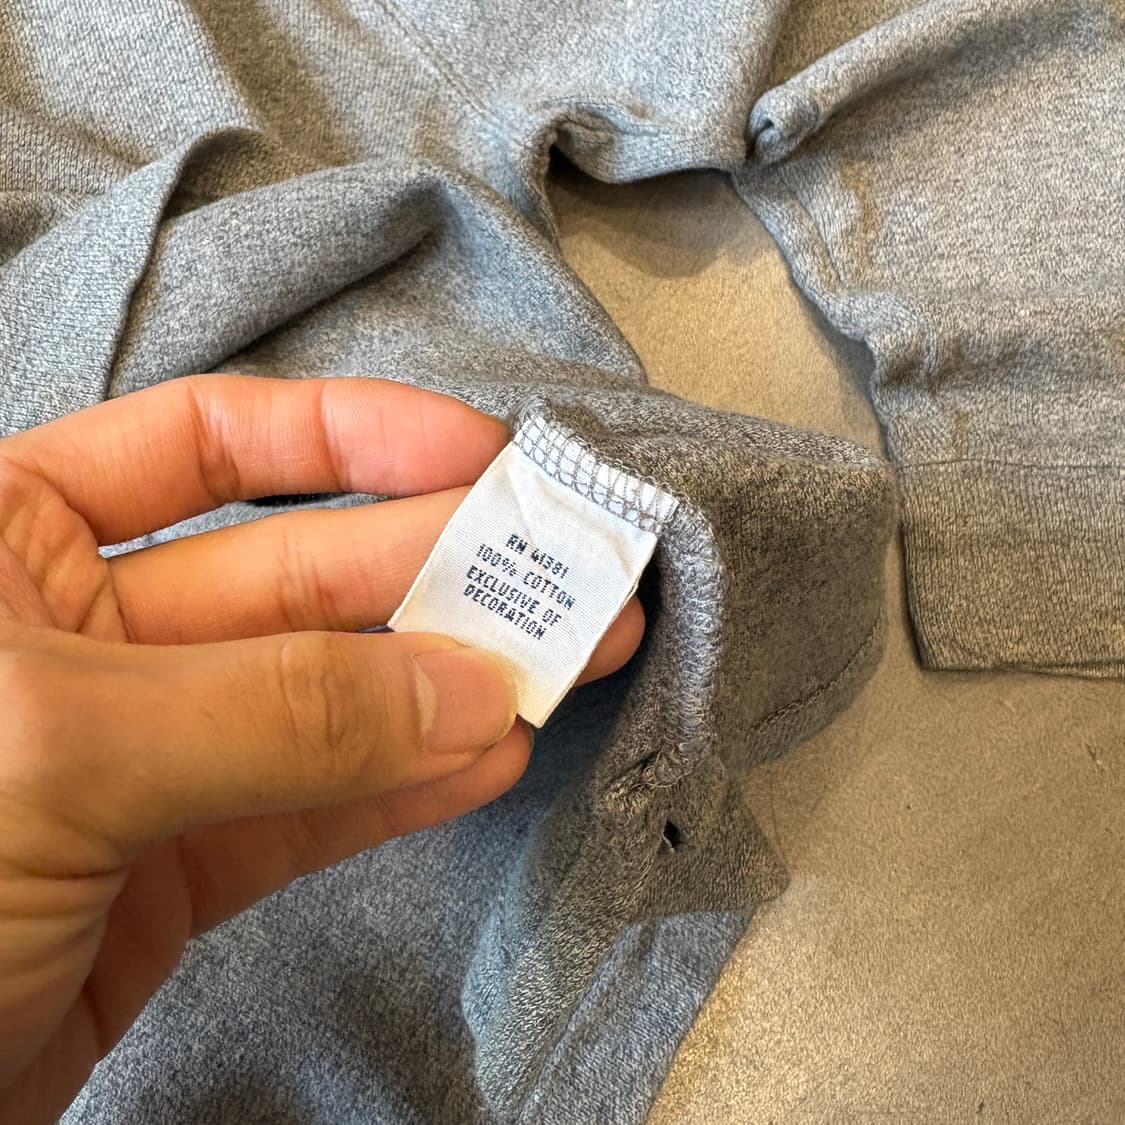 RN 41381
100% COTTON
EXCLUSIVE OF
DECORATION